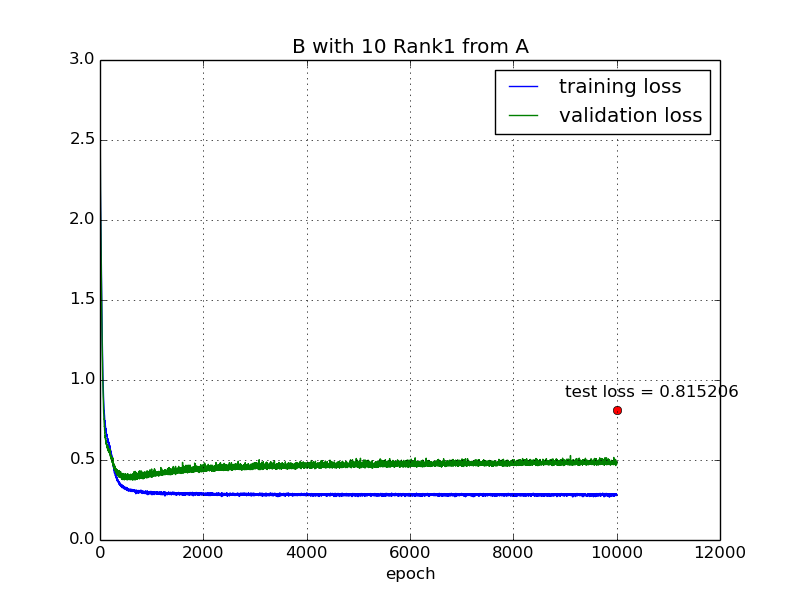 B with 10 Rank1 from A
3.0
2.5
2.0
1.5
1.0
0.5
0.0
training loss
validation loss
test loss = 0.815206
0 2000 4000 6000 8000 10000 12000
epoch